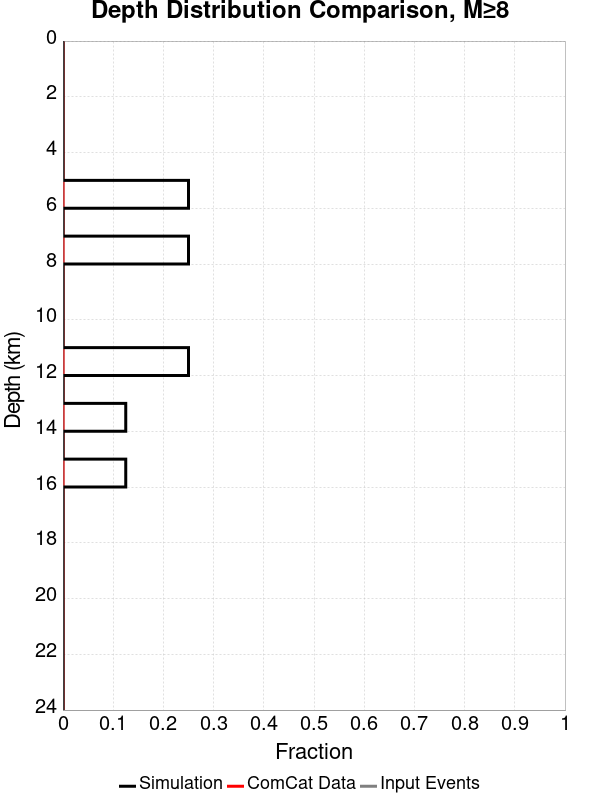 Depth Distribution Comparison, M≥8
0
2
4
6
8
10
12
14
16
18
20
22
24
Depth (km)
0 0.1 0.2 0.3 0.4 0.5 0.6 0.7 0.8 0.9 1
Fraction
Simulation ComCat Data Input Events